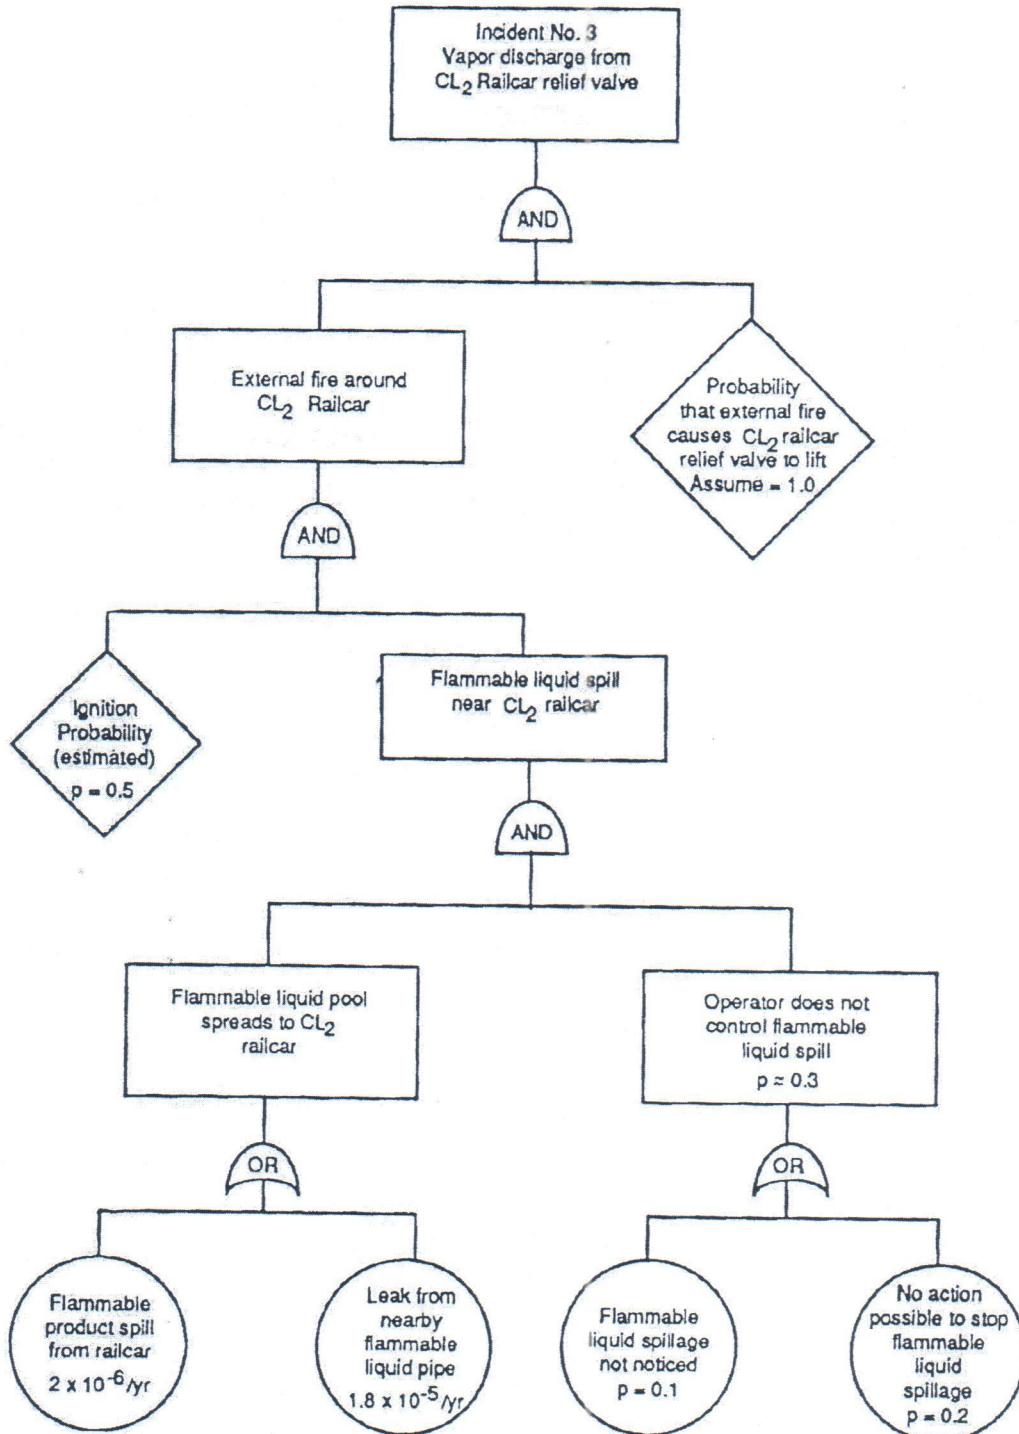 Incident No. 3
Vapor discharge from
CL2 Railcar relief valve
AND
External fire around
CL2 Railcar
Probability
that external fire
causes CL2 railcar
relief valve to lift
Assume = 1.0
AND
Ignition
Probability
(estimated)
p = 0.5
Flammable liquid spill
near CL2 railcar
AND
Flammable liquid pool
spreads to CL2
railcar
Operator does not
control flammable
liquid spill
p ≈ 0.3
OR
OR
Flammable
product spill
from railcar
2 x 10^-6/yr
Leak from
nearby
flammable
liquid pipe
1.8 x 10^-5/yr
Flammable
liquid spillage
not noticed
p = 0.1
No action
possible to stop
flammable
liquid
spillage
p = 0.2